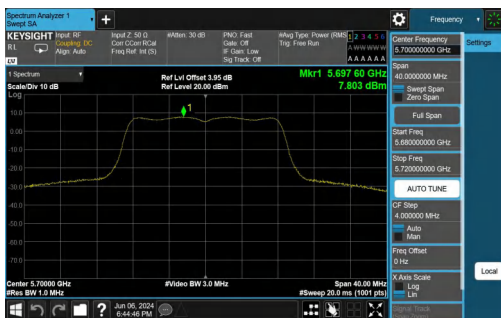 Spectrum Analyzer 1
Swept SA
+
Frequency
KEYSIGHT
Input: RF
Coupling: DC
Align: Auto
Input Z: 50 Ω
Corr CCorr RCal
Freq Ref: Int (S)
#Atten: 30 dB
PNO: Fast
Gate: Off
IF Gain: Low
Sig Track: Off
#Avg Type: Power (RMS)
Trig: Free Run
1 2 3 4 5 6
A W W W W W
A A A A A A
RL
LV
Center Frequency
5.700000000 GHz
Settings
Span
40.0000000 MHz
Swept Span
Zero Span
Full Span
Start Freq
5.680000000 GHz
Stop Freq
5.720000000 GHz
AUTO TUNE
CF Step
4.000000 MHz
Auto
Man
Freq Offset
0 Hz
X Axis Scale
Log
Lin
Signal Track
Local
1 Spectrum
Scale/Div 10 dB
Log
Ref Lvl Offset 3.95 dB
Ref Level 20.00 dBm
Mkr1 5.697 60 GHz
7.803 dBm
1
10.0
0.00
-10.0
-20.0
-30.0
-40.0
-50.0
-60.0
-70.0
Center 5.70000 GHz
#Res BW 1.0 MHz
#Video BW 3.0 MHz
Span 40.00 MHz
#Sweep 20.0 ms (1001 pts)
?
Jun 06, 2024
6:44:46 PM